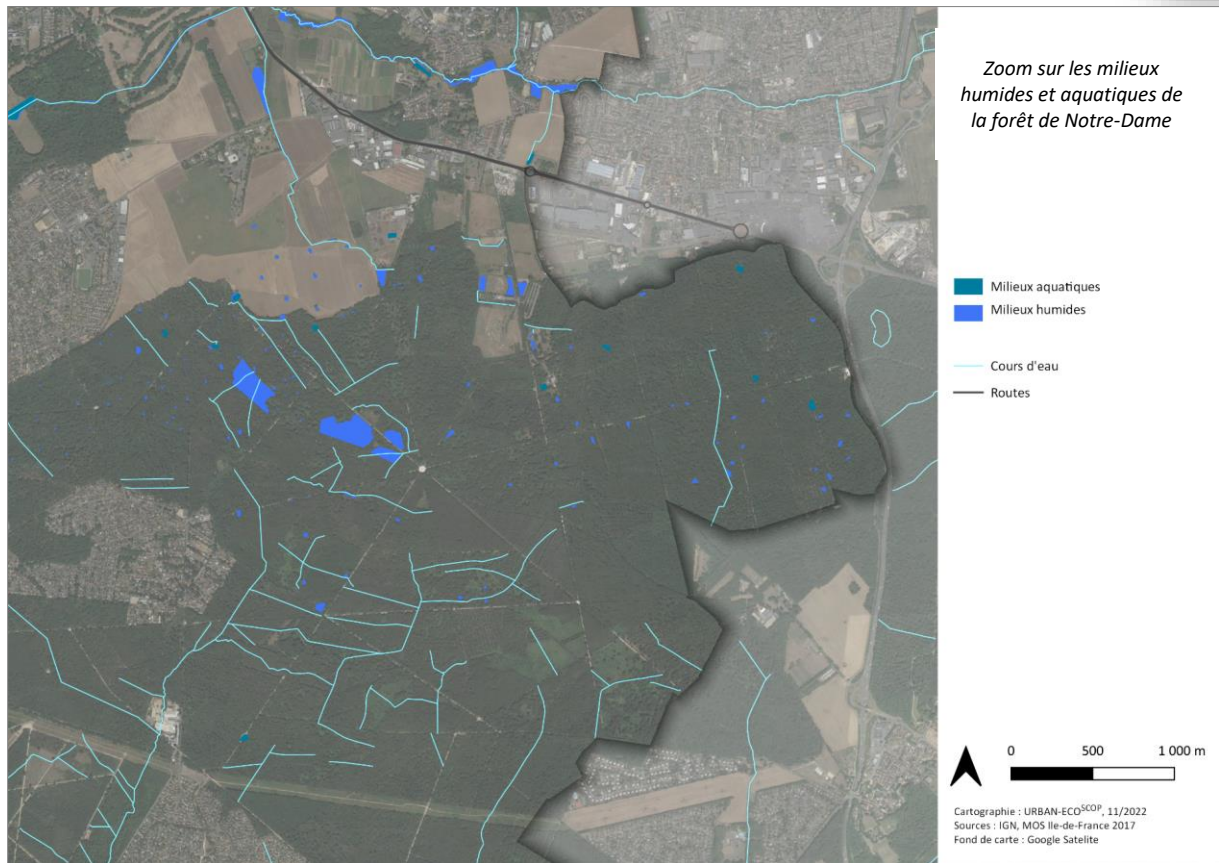 Zoom sur les milieux
humides et aquatiques de
la forêt de Notre-Dame
Milieux aquatiques
Milieux humides
Cours d'eau
Routes
0 500 1 000 m
Cartographie : URBAN-ECOSCOP, 11/2022
Sources : IGN, MOS Ile-de-France 2017
Fond de carte : Google Satelite